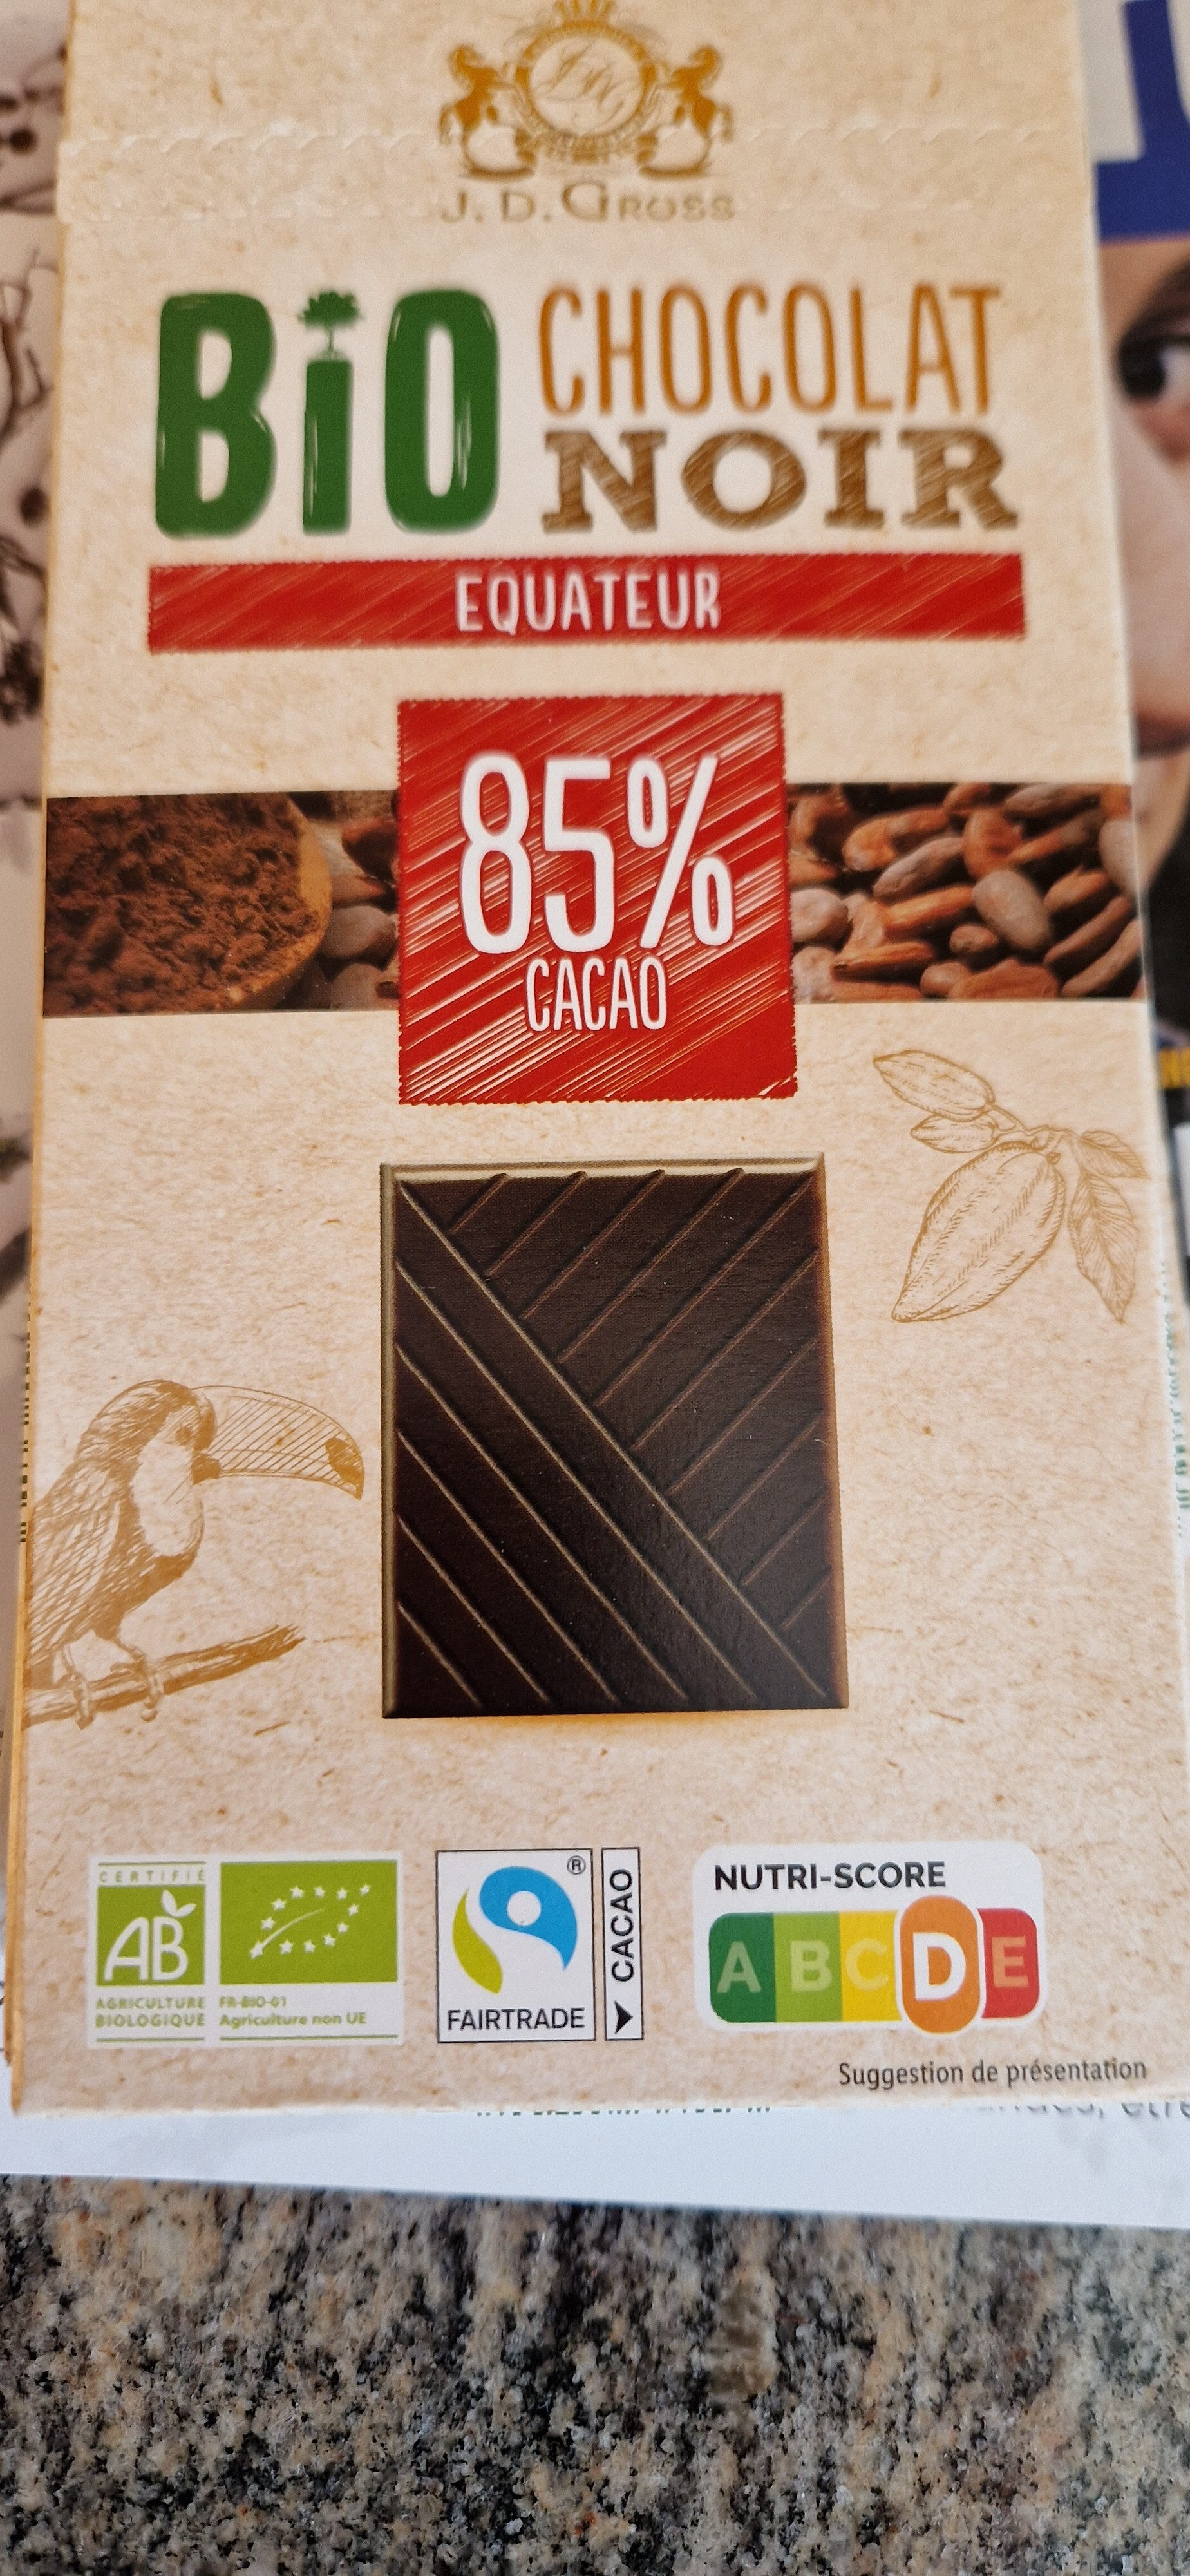 JDG
J. D. GROSS
BiO CHOCOLAT
NOIR
EQUATEUR
85%
CACAO
CERTIFIÉ
AB
AGRICULTURE
BIOLOGIQUE
FR-BIO-01
Agriculture non UE
®
FAIRTRADE
CACAO
NUTRI-SCORE
A B C D E
Suggestion de présentation